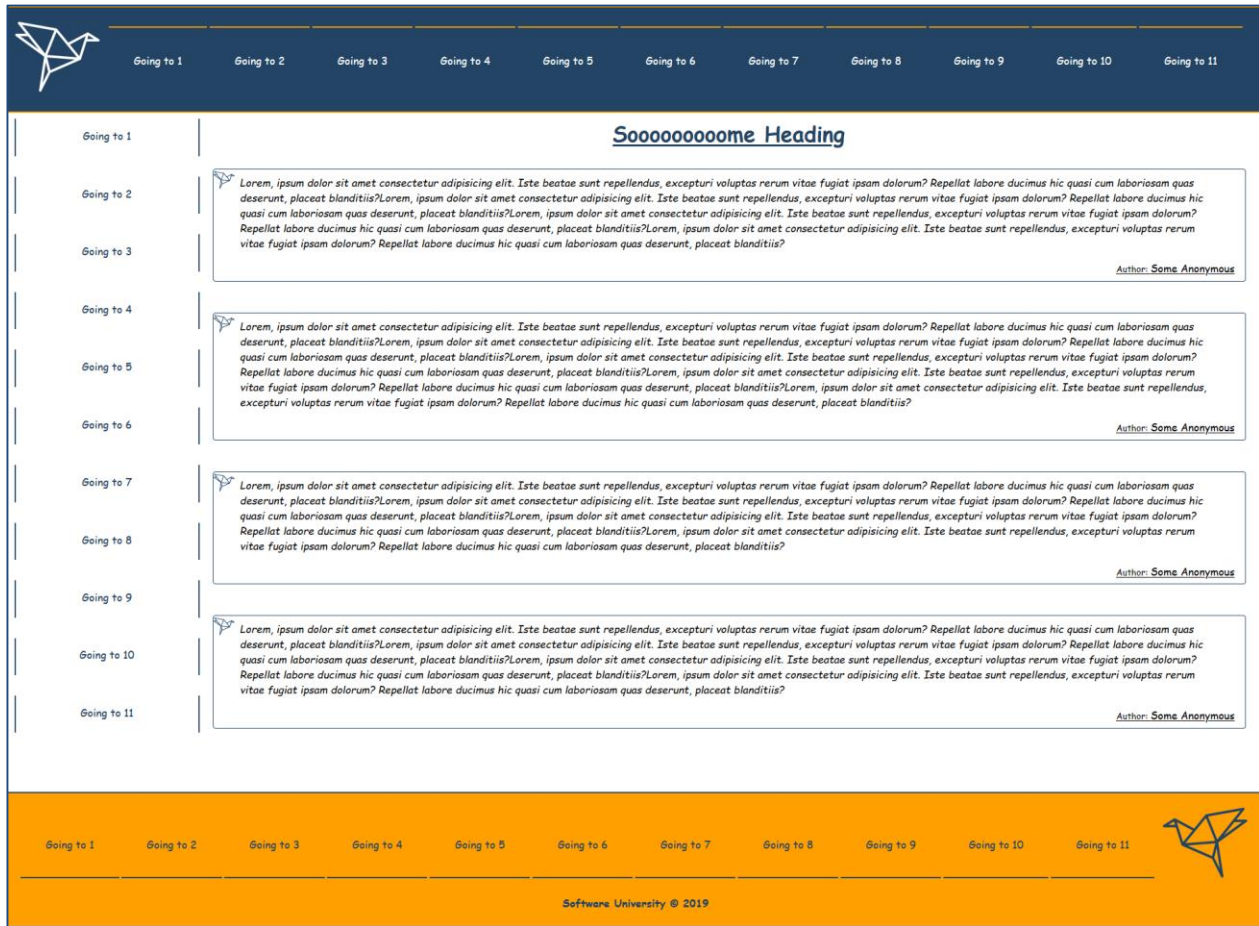 Going to 1 Going to 2 Going to 3 Going to 4 Going to 5 Going to 6 Going to 7 Going to 8 Going to 9 Going to 10 Going to 11
Going to 1
Going to 2
Going to 3
Going to 4
Going to 5
Going to 6
Going to 7
Going to 8
Going to 9
Going to 10
Going to 11
Sooooooooome Heading
Lorem, ipsum dolor sit amet consectetur adipisicing elit. Iste beatae sunt repellendus, excepturi voluptas rerum vitae fugiat ipsam dolorum? Repellat labore ducimus hic quasi cum laboriosam quas
deserunt, placeat blanditiis?Lorem, ipsum dolor sit amet consectetur adipisicing elit. Iste beatae sunt repellendus, excepturi voluptas rerum vitae fugiat ipsam dolorum? Repellat labore ducimus hic
quasi cum laboriosam quas deserunt, placeat blanditiis?Lorem, ipsum dolor sit amet consectetur adipisicing elit. Iste beatae sunt repellendus, excepturi voluptas rerum vitae fugiat ipsam dolorum?
Repellat labore ducimus hic quasi cum laboriosam quas deserunt, placeat blanditiis?Lorem, ipsum dolor sit amet consectetur adipisicing elit. Iste beatae sunt repellendus, excepturi voluptas rerum
vitae fugiat ipsam dolorum? Repellat labore ducimus hic quasi cum laboriosam quas deserunt, placeat blanditiis?
Author: Some Anonymous
Lorem, ipsum dolor sit amet consectetur adipisicing elit. Iste beatae sunt repellendus, excepturi voluptas rerum vitae fugiat ipsam dolorum? Repellat labore ducimus hic quasi cum laboriosam quas
deserunt, placeat blanditiis?Lorem, ipsum dolor sit amet consectetur adipisicing elit. Iste beatae sunt repellendus, excepturi voluptas rerum vitae fugiat ipsam dolorum? Repellat labore ducimus hic
quasi cum laboriosam quas deserunt, placeat blanditiis?Lorem, ipsum dolor sit amet consectetur adipisicing elit. Iste beatae sunt repellendus, excepturi voluptas rerum vitae fugiat ipsam dolorum?
Repellat labore ducimus hic quasi cum laboriosam quas deserunt, placeat blanditiis?Lorem, ipsum dolor sit amet consectetur adipisicing elit. Iste beatae sunt repellendus, excepturi voluptas rerum
vitae fugiat ipsam dolorum? Repellat labore ducimus hic quasi cum laboriosam quas deserunt, placeat blanditiis?Lorem, ipsum dolor sit amet consectetur adipisicing elit. Iste beatae sunt repellendus,
excepturi voluptas rerum vitae fugiat ipsam dolorum? Repellat labore ducimus hic quasi cum laboriosam quas deserunt, placeat blanditiis?
Author: Some Anonymous
Lorem, ipsum dolor sit amet consectetur adipisicing elit. Iste beatae sunt repellendus, excepturi voluptas rerum vitae fugiat ipsam dolorum? Repellat labore ducimus hic quasi cum laboriosam quas
deserunt, placeat blanditiis?Lorem, ipsum dolor sit amet consectetur adipisicing elit. Iste beatae sunt repellendus, excepturi voluptas rerum vitae fugiat ipsam dolorum? Repellat labore ducimus hic
quasi cum laboriosam quas deserunt, placeat blanditiis?Lorem, ipsum dolor sit amet consectetur adipisicing elit. Iste beatae sunt repellendus, excepturi voluptas rerum vitae fugiat ipsam dolorum?
Repellat labore ducimus hic quasi cum laboriosam quas deserunt, placeat blanditiis?Lorem, ipsum dolor sit amet consectetur adipisicing elit. Iste beatae sunt repellendus, excepturi voluptas rerum
vitae fugiat ipsam dolorum? Repellat labore ducimus hic quasi cum laboriosam quas deserunt, placeat blanditiis?
Author: Some Anonymous
Lorem, ipsum dolor sit amet consectetur adipisicing elit. Iste beatae sunt repellendus, excepturi voluptas rerum vitae fugiat ipsam dolorum? Repellat labore ducimus hic quasi cum laboriosam quas
deserunt, placeat blanditiis?Lorem, ipsum dolor sit amet consectetur adipisicing elit. Iste beatae sunt repellendus, excepturi voluptas rerum vitae fugiat ipsam dolorum? Repellat labore ducimus hic
quasi cum laboriosam quas deserunt, placeat blanditiis?Lorem, ipsum dolor sit amet consectetur adipisicing elit. Iste beatae sunt repellendus, excepturi voluptas rerum vitae fugiat ipsam dolorum?
Repellat labore ducimus hic quasi cum laboriosam quas deserunt, placeat blanditiis?Lorem, ipsum dolor sit amet consectetur adipisicing elit. Iste beatae sunt repellendus, excepturi voluptas rerum
vitae fugiat ipsam dolorum? Repellat labore ducimus hic quasi cum laboriosam quas deserunt, placeat blanditiis?
Author: Some Anonymous
Going to 1 Going to 2 Going to 3 Going to 4 Going to 5 Going to 6 Going to 7 Going to 8 Going to 9 Going to 10 Going to 11
Software University © 2019